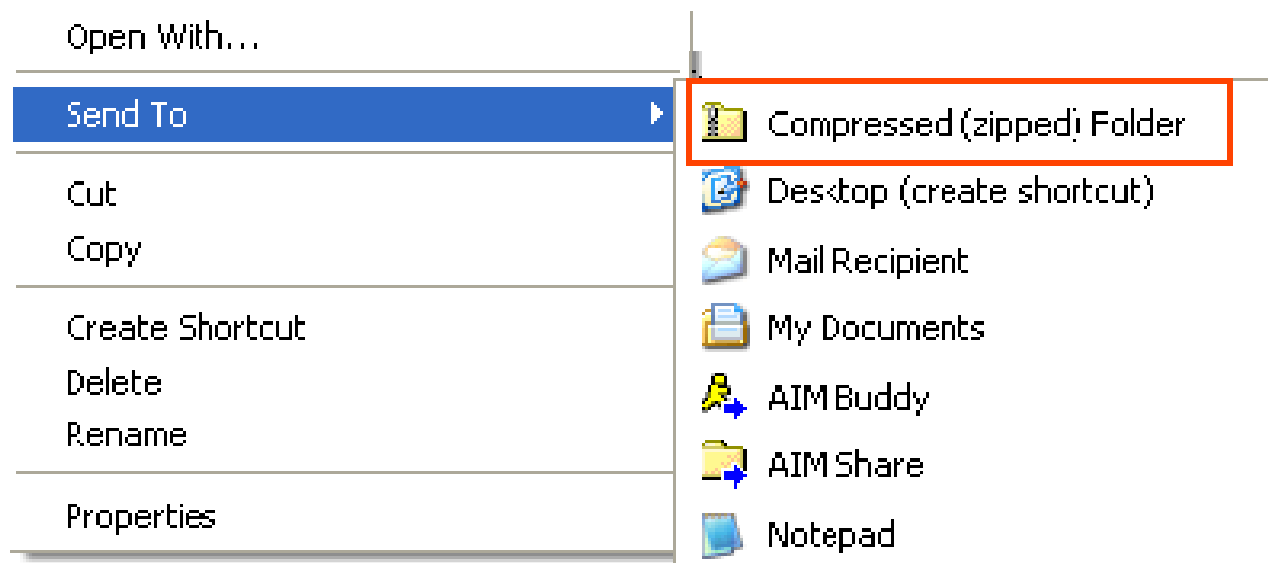 Open With...
Send To
Cut
Copy
Create Shortcut
Delete
Rename
Properties
Compressed (zipped) Folder
Desktop (create shortcut)
Mail Recipient
My Documents
AIM Buddy
AIM Share
Notepad